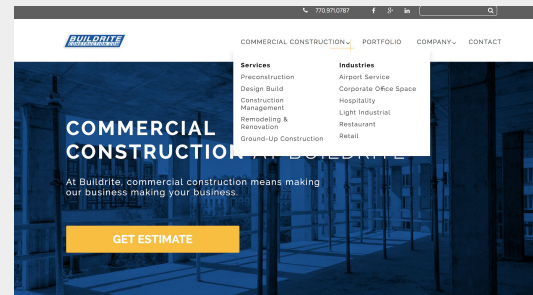 770.971.0787 f g+ in
BUILDRITE
CONSTRUCTION.COM
COMMERCIAL CONSTRUCTION PORTFOLIO COMPANY CONTACT
Services
Preconstruction
Design Build
Construction
Management
Remodeling &
Renovation
Ground-Up Construction
Industries
Airport Service
Corporate Office Space
Hospitality
Light Industrial
Restaurant
Retail
COMMERCIAL
CONSTRUCTION AT BUILDRITE
At Buildrite, commercial construction means making
our business making your business.
GET ESTIMATE